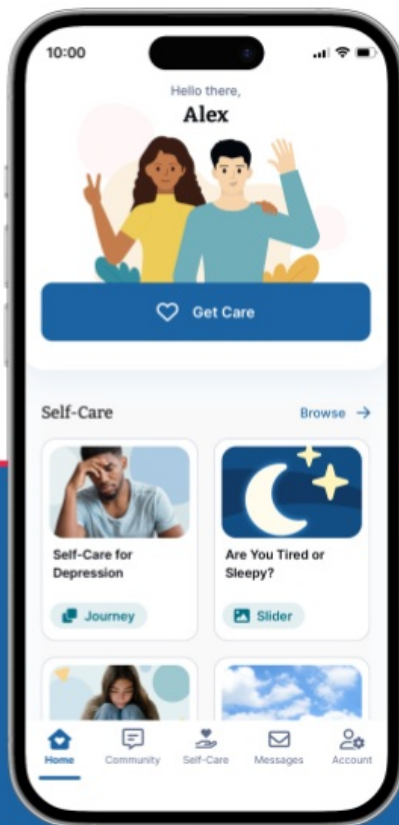 10:00
Hello there,
Alex
Get Care
Self-Care
Browse
Self-Care for
Depression
Journey
Are You Tired or
Sleepy?
Slider
Home
Community
Self-Care
Messages
Account